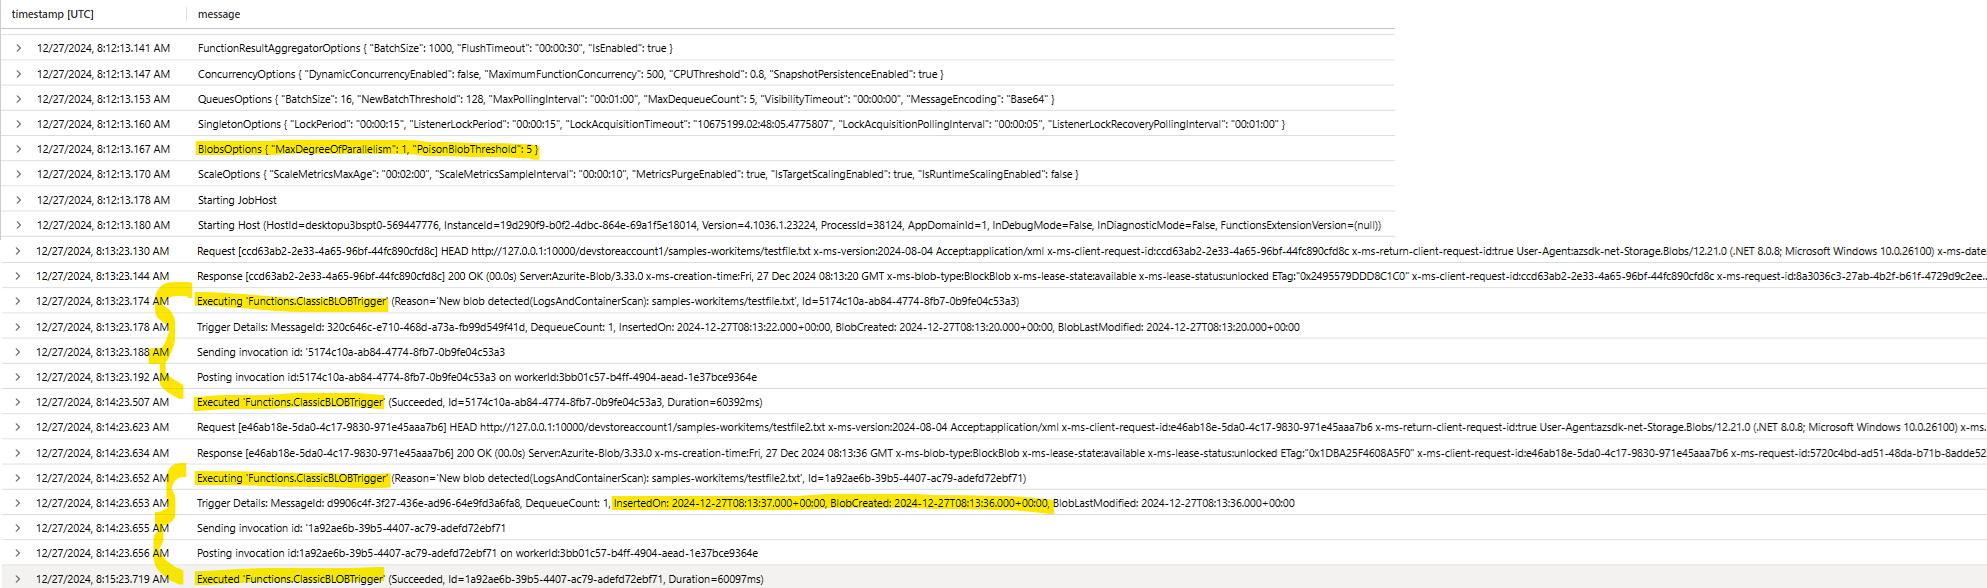 timestamp [UTC] message
12/27/2024, 8:12:13.141 AM FunctionResultAggregatorOptions { "BatchSize": 1000, "FlushTimeout": "00:00:30", "IsEnabled": true }
12/27/2024, 8:12:13.147 AM ConcurrencyOptions { "DynamicConcurrencyEnabled": false, "MaximumFunctionConcurrency": 500, "CPUThreshold": 0.8, "SnapshotPersistenceEnabled": true }
12/27/2024, 8:12:13.153 AM QueuesOptions { "BatchSize": 16, "NewBatchThreshold": 128, "MaxPollingInterval": "00:01:00", "MaxDequeueCount": 5, "VisibilityTimeout": "00:00:00", "MessageEncoding": "Base64" }
12/27/2024, 8:12:13.160 AM SingletonOptions { "LockPeriod": "00:00:15", "ListenerLockPeriod": "00:00:15", "LockAcquisitionTimeout": "10675199.02:48:05.4775807", "LockAcquisitionPollingInterval": "00:00:05", "ListenerLockRecoveryPollingInterval": "00:01:00" }
12/27/2024, 8:12:13.167 AM BlobsOptions { "MaxDegreeOfParallelism": 1, "PoisonBlobThreshold": 5 }
12/27/2024, 8:12:13.170 AM ScaleOptions { "ScaleMetricsMaxAge": "00:02:00", "ScaleMetricsSampleInterval": "00:00:10", "MetricsPurgeEnabled": true, "IsTargetScalingEnabled": true, "IsRuntimeScalingEnabled": false }
12/27/2024, 8:12:13.178 AM Starting JobHost
12/27/2024, 8:12:13.180 AM Starting Host (HostId=desktopu3bspt0-569447776, InstanceId=19d290f9-b0f2-4dbc-864e-69a1f5e18014, Version=4.1036.1.23224, ProcessId=38124, AppDomainId=1, InDebugMode=False, InDiagnosticMode=False, FunctionsExtensionVersion=(null))
12/27/2024, 8:13:23.130 AM Request [ccd63ab2-2e33-4a65-96bf-44fc890cfd8c] HEAD http://127.0.0.1:10000/devstoreaccount1/samples-workitems/testfile.txt x-ms-version:2024-08-04 Accept:application/xml x-ms-client-request-id:ccd63ab2-2e33-4a65-96bf-44fc890cfd8c x-ms-return-client-request-id:true User-Agent:azsdk-net-Storage.Blobs/12.21.0 (.NET 8.0.8; Microsoft Windows 10.0.26100) x-ms-date
12/27/2024, 8:13:23.144 AM Response [ccd63ab2-2e33-4a65-96bf-44fc890cfd8c] 200 OK (00.0s) Server:Azurite-Blob/3.33.0 x-ms-creation-time:Fri, 27 Dec 2024 08:13:20 GMT x-ms-blob-type:BlockBlob x-ms-lease-state:available x-ms-lease-status:unlocked ETag:"0x2495579DDD8C1C0" x-ms-client-request-id:ccd63ab2-2e33-4a65-96bf-44fc890cfd8c x-ms-request-id:8a3036c3-27ab-4b2f-b61f-4729d9c2ee...
12/27/2024, 8:13:23.174 AM Executing 'Functions.ClassicBLOBTrigger' (Reason='New blob detected(LogsAndContainerScan): samples-workitems/testfile.txt', Id=5174c10a-ab84-4774-8fb7-0b9fe04c53a3)
12/27/2024, 8:13:23.178 AM Trigger Details: MessageId: 320c646c-e710-468d-a73a-fb99d549f41d, DequeueCount: 1, InsertedOn: 2024-12-27T08:13:22.000+00:00, BlobCreated: 2024-12-27T08:13:20.000+00:00, BlobLastModified: 2024-12-27T08:13:20.000+00:00
12/27/2024, 8:13:23.188 AM Sending invocation id: '5174c10a-ab84-4774-8fb7-0b9fe04c53a3
12/27/2024, 8:13:23.192 AM Posting invocation id:5174c10a-ab84-4774-8fb7-0b9fe04c53a3 on workerId:3bb01c57-b4ff-4904-aead-1e37bce9364e
12/27/2024, 8:14:23.507 AM Executed 'Functions.ClassicBLOBTrigger' (Succeeded, Id=5174c10a-ab84-4774-8fb7-0b9fe04c53a3, Duration=60392ms)
12/27/2024, 8:14:23.623 AM Request [e46ab18e-5da0-4c17-9830-971e45aaa7b6] HEAD http://127.0.0.1:10000/devstoreaccount1/samples-workitems/testfile2.txt x-ms-version:2024-08-04 Accept:application/xml x-ms-client-request-id:e46ab18e-5da0-4c17-9830-971e45aaa7b6 x-ms-return-client-request-id:true User-Agent:azsdk-net-Storage.Blobs/12.21.0 (.NET 8.0.8; Microsoft Windows 10.0.26100) x-ms...
12/27/2024, 8:14:23.634 AM Response [e46ab18e-5da0-4c17-9830-971e45aaa7b6] 200 OK (00.0s) Server:Azurite-Blob/3.33.0 x-ms-creation-time:Fri, 27 Dec 2024 08:13:36 GMT x-ms-blob-type:BlockBlob x-ms-lease-state:available x-ms-lease-status:unlocked ETag:"0x1DBA25F4608A5F0" x-ms-client-request-id:e46ab18e-5da0-4c17-9830-971e45aaa7b6 x-ms-request-id:5720c4bd-ad51-48da-b71b-8adde52
12/27/2024, 8:14:23.652 AM Executing 'Functions.ClassicBLOBTrigger' (Reason='New blob detected(LogsAndContainerScan): samples-workitems/testfile2.txt', Id=1a92ae6b-39b5-4407-ac79-adefd72ebf71)
12/27/2024, 8:14:23.653 AM Trigger Details: MessageId: d9906c4f-3f27-436e-ad96-64e9fd3a6fa8, DequeueCount: 1, InsertedOn: 2024-12-27T08:13:37.000+00:00, BlobCreated: 2024-12-27T08:13:36.000+00:00, BlobLastModified: 2024-12-27T08:13:36.000+00:00
12/27/2024, 8:14:23.655 AM Sending invocation id: '1a92ae6b-39b5-4407-ac79-adefd72ebf71
12/27/2024, 8:14:23.656 AM Posting invocation id:1a92ae6b-39b5-4407-ac79-adefd72ebf71 on workerId:3bb01c57-b4ff-4904-aead-1e37bce9364e
12/27/2024, 8:15:23.719 AM Executed 'Functions.ClassicBLOBTrigger' (Succeeded, Id=1a92ae6b-39b5-4407-ac79-adefd72ebf71, Duration=60097ms)